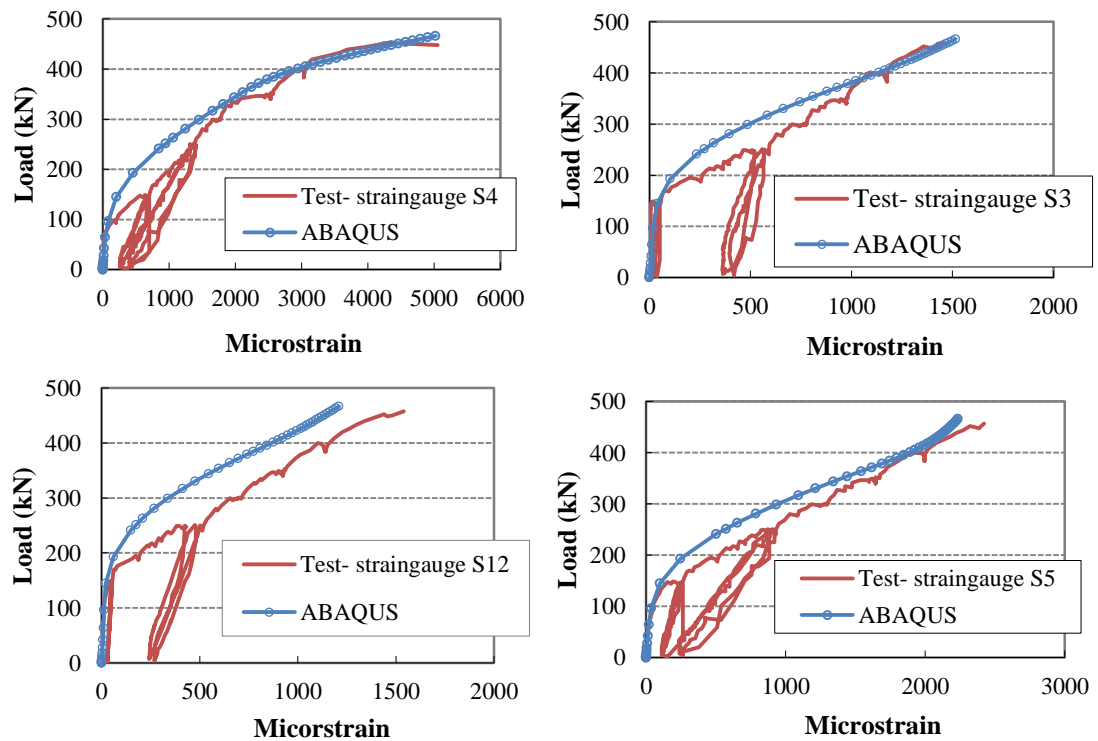 500
400
300
200
100
0
Load (kN)
Test- straingauge S4
ABAQUS
0 1000 2000 3000 4000 5000 6000
Microstrain
500
400
300
200
100
0
Load (kN)
Test- straingauge S3
ABAQUS
0 500 1000 1500 2000
Microstrain
500
400
300
200
100
0
Load (kN)
Test- straingauge S12
ABAQUS
0 500 1000 1500 2000
Micorstrain
500
400
300
200
100
0
Load (kN)
Test- straingauge S5
ABAQUS
0 1000 2000 3000
Microstrain